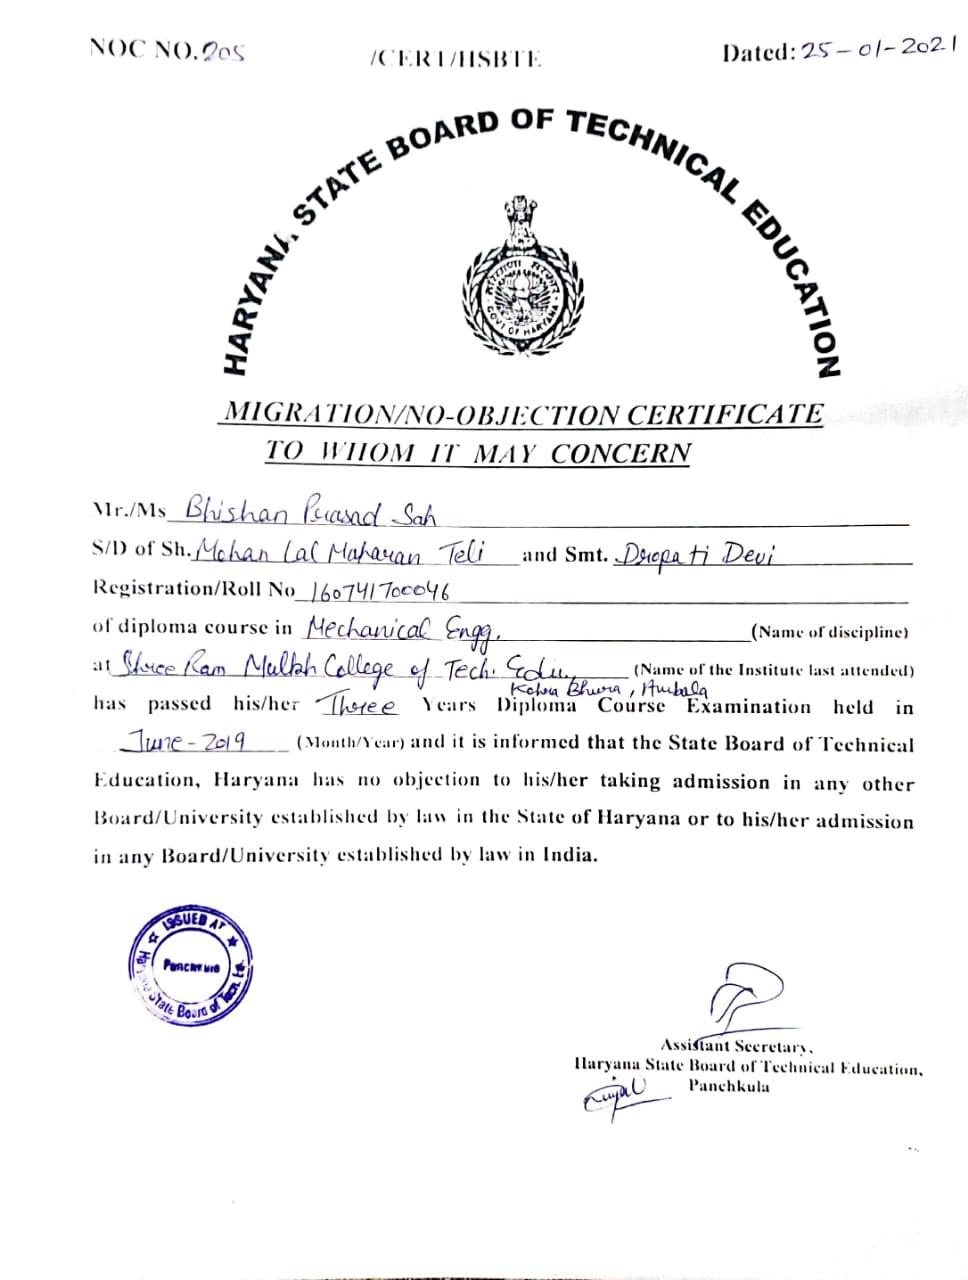 NOC NO. 205 /CERT/HSBTE Dated: 25-01-2021
HARYANA STATE BOARD OF TECHNICAL EDUCATION
GOVT OF HARYANA
MIGRATION/NO-OBJECTION CERTIFICATE
TO WHOM IT MAY CONCERN
Mr./Ms Bhishan Prasad Sah
S/D of Sh. Mohan Lal Maharan Teli and Smt. Dropati Devi
Registration/Roll No 160741700046
of diploma course in Mechanical Engg. (Name of discipline)
at Shree Ram Mulkh College of Tech. Edu., (Name of the Institute last attended)
Bhura, Ambala
has passed his/her Three Years Diploma Course Examination held in
June-2019 (Month/Year) and it is informed that the State Board of Technical
Education, Haryana has no objection to his/her taking admission in any other
Board/University established by law in the State of Haryana or to his/her admission
in any Board/University established by law in India.
ISSUED AT
PANCHKULA
Haryana State Board of Tech. Ed.
Assistant Secretary,
Haryana State Board of Technical Education,
Panchkula